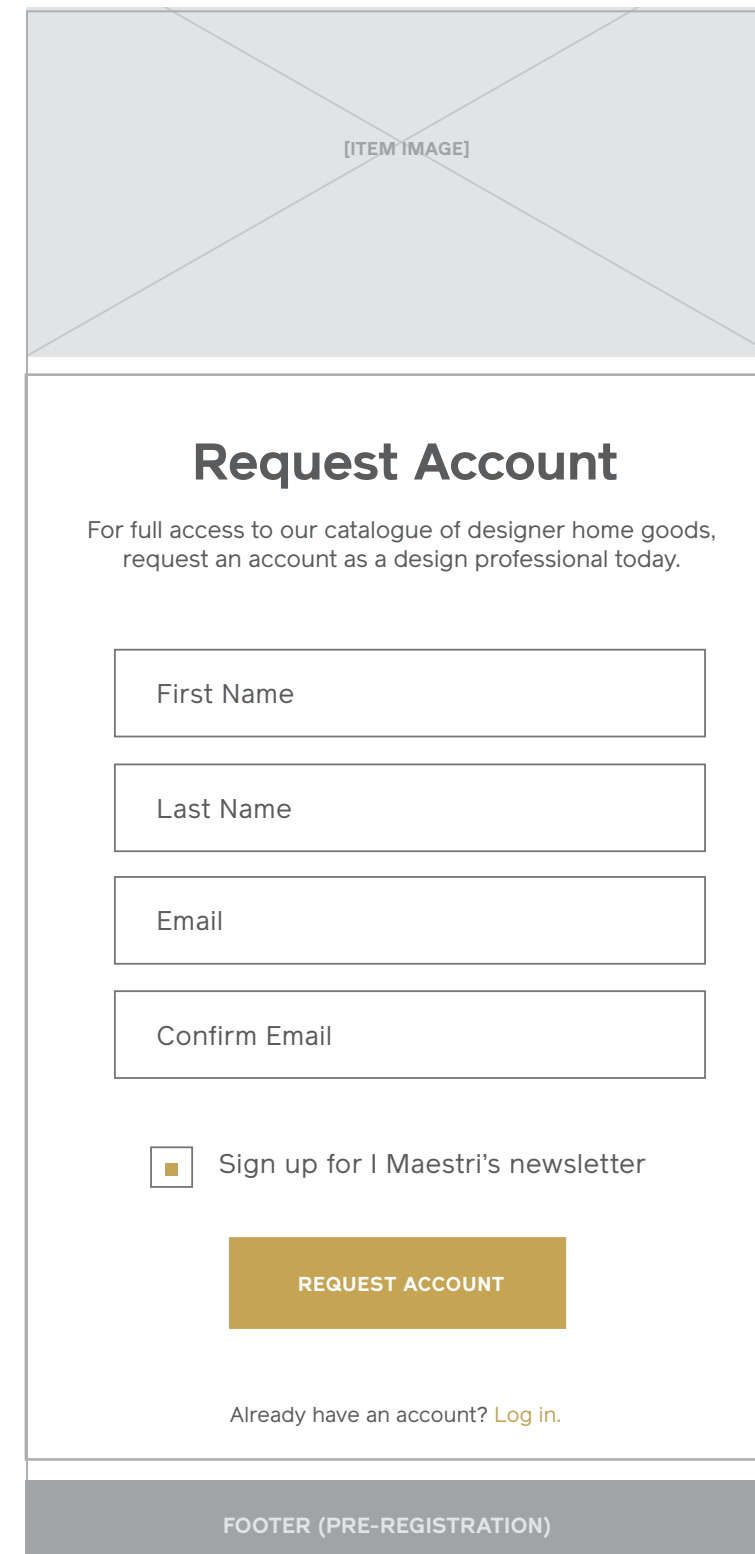 [ITEM IMAGE]
Request Account
For full access to our catalogue of designer home goods,
request an account as a design professional today.
First Name
Last Name
Email
Confirm Email
Sign up for I Maestri’s newsletter
REQUEST ACCOUNT
Already have an account? Log in.
FOOTER (PRE-REGISTRATION)